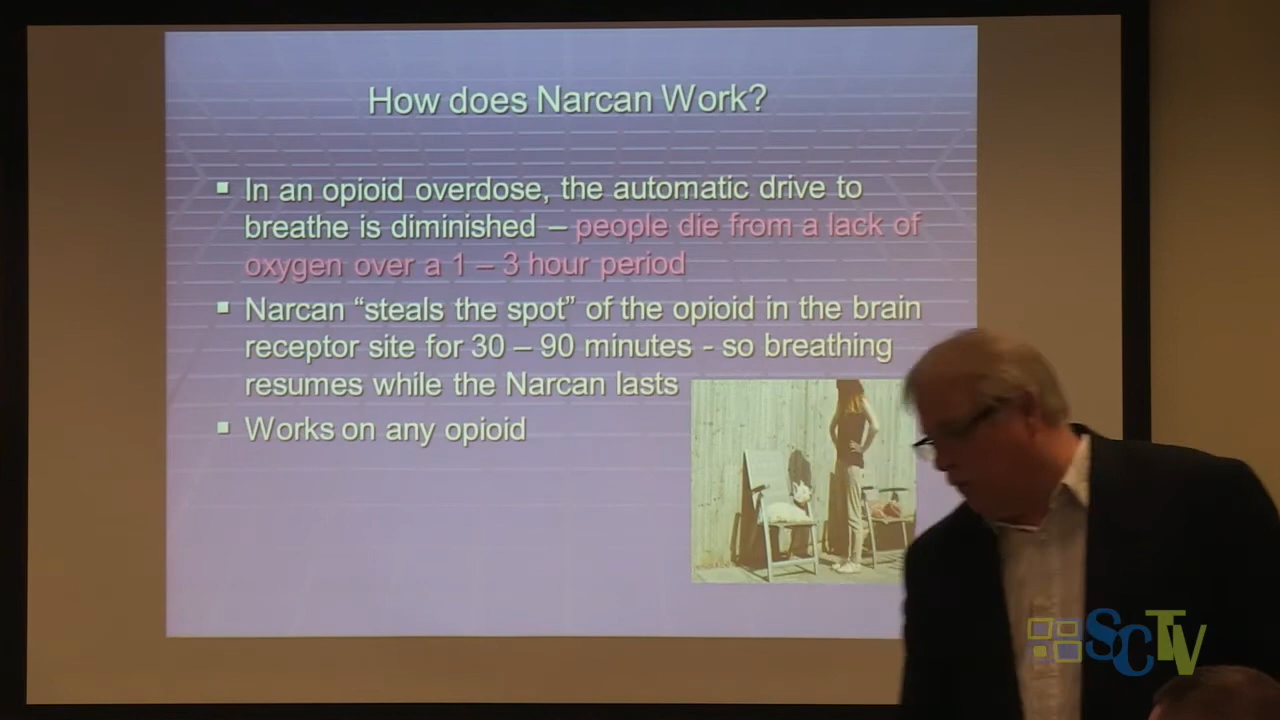 How does Narcan Work?
In an opioid overdose, the automatic drive to
breathe is diminished – people die from a lack of
oxygen over a 1 – 3 hour period
Narcan “steals the spot” of the opioid in the brain
receptor site for 30 – 90 minutes - so breathing
resumes while the Narcan lasts
Works on any opioid
SCTV